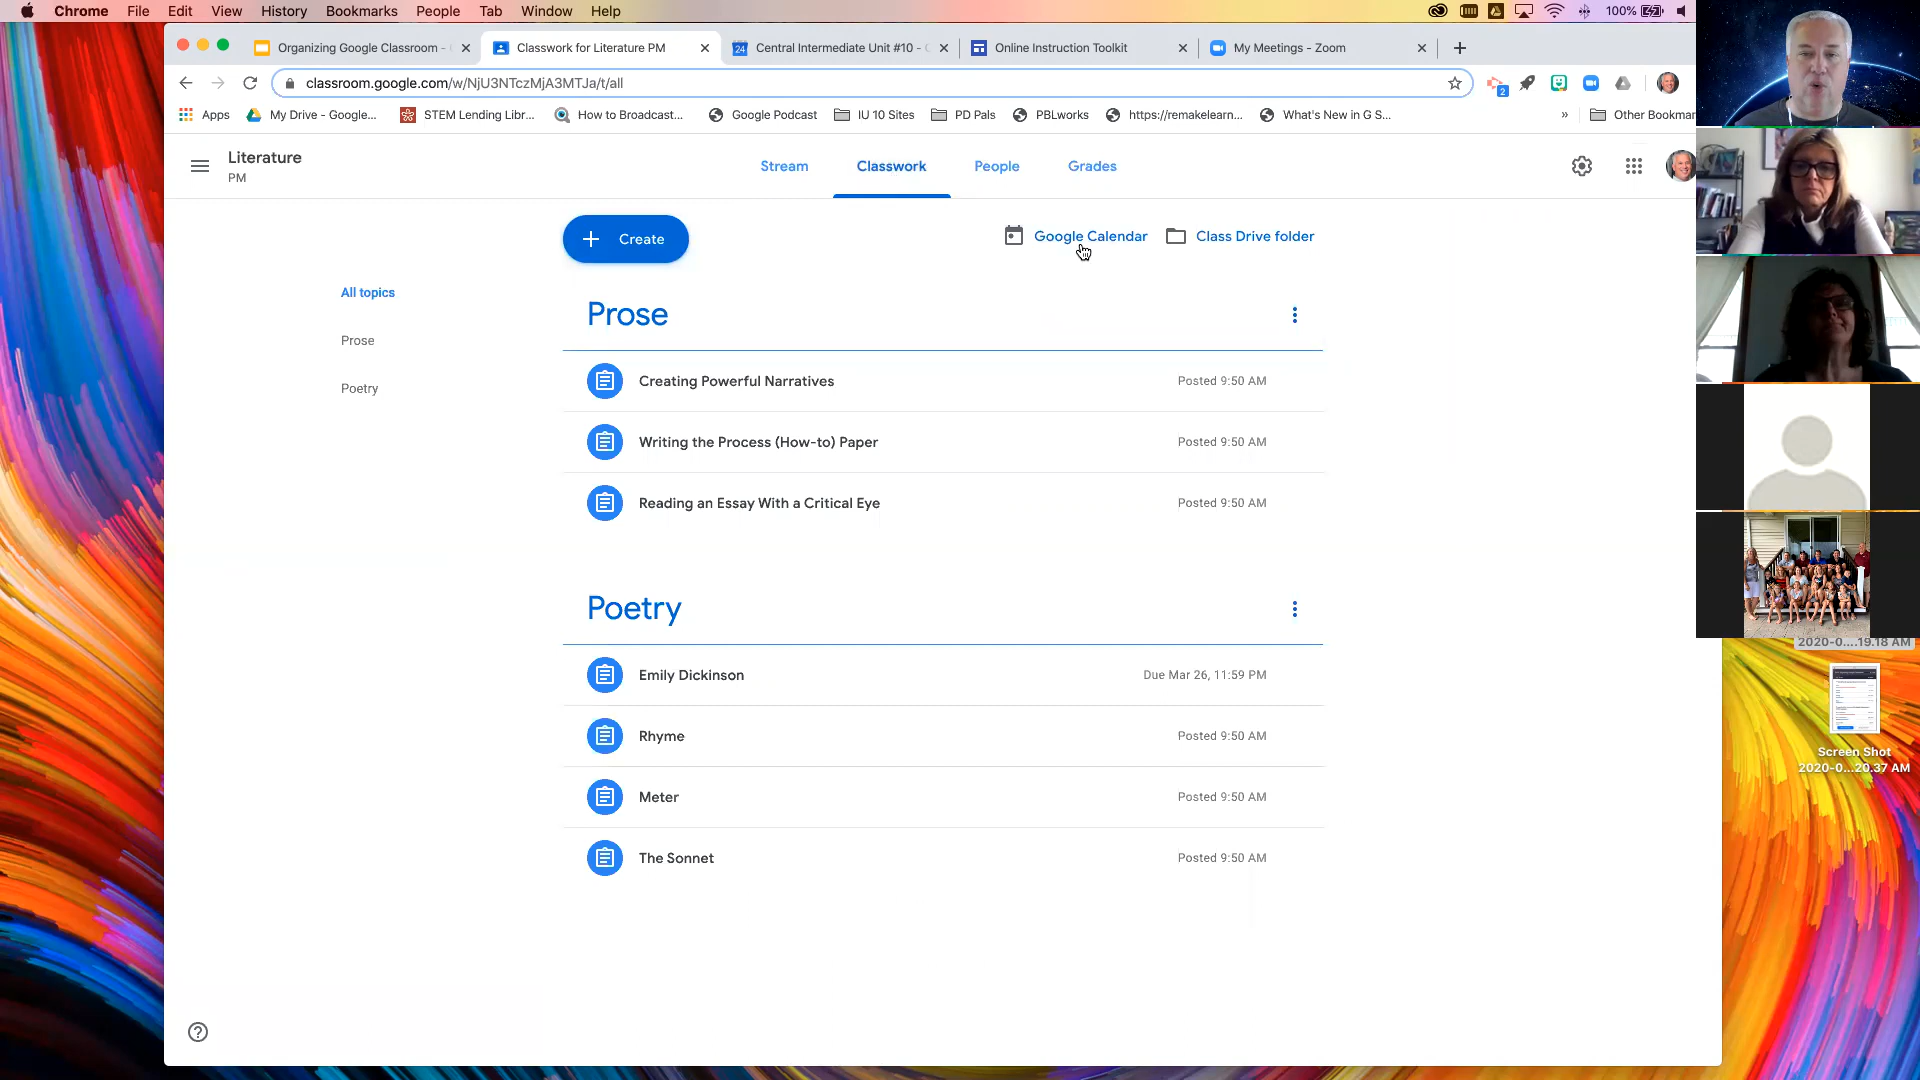 Chrome File Edit View History Bookmarks People Tab Window Help 100%
Organizing Google Classroom - Classwork for Literature PM 24 Central Intermediate Unit #10 - Online Instruction Toolkit My Meetings - Zoom
classroom.google.com/w/NjU3NTczMjA3MTJa/t/all 2
Apps My Drive - Google... STEM Lending Libr... How to Broadcast... Google Podcast IU 10 Sites PD Pals PBLworks https://remakelearn... What's New in G S... » Other Bookmar
Literature
PM
Stream Classwork People Grades
Create
Google Calendar Class Drive folder
All topics
Prose
Poetry
Prose
Creating Powerful Narratives Posted 9:50 AM
Writing the Process (How-to) Paper Posted 9:50 AM
Reading an Essay With a Critical Eye Posted 9:50 AM
Poetry
Emily Dickinson Due Mar 26, 11:59 PM
Rhyme Posted 9:50 AM
Meter Posted 9:50 AM
The Sonnet Posted 9:50 AM
2020-0....19.18 AM
Screen Shot
2020-0...20.37 AM